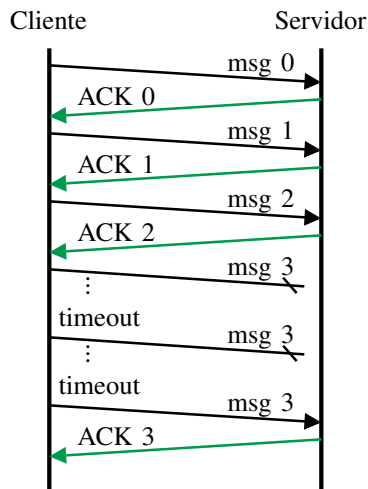 Cliente Servidor
msg 0
ACK 0
msg 1
ACK 1
msg 2
ACK 2
msg 3
⋮
timeout
msg 3
⋮
timeout
msg 3
ACK 3